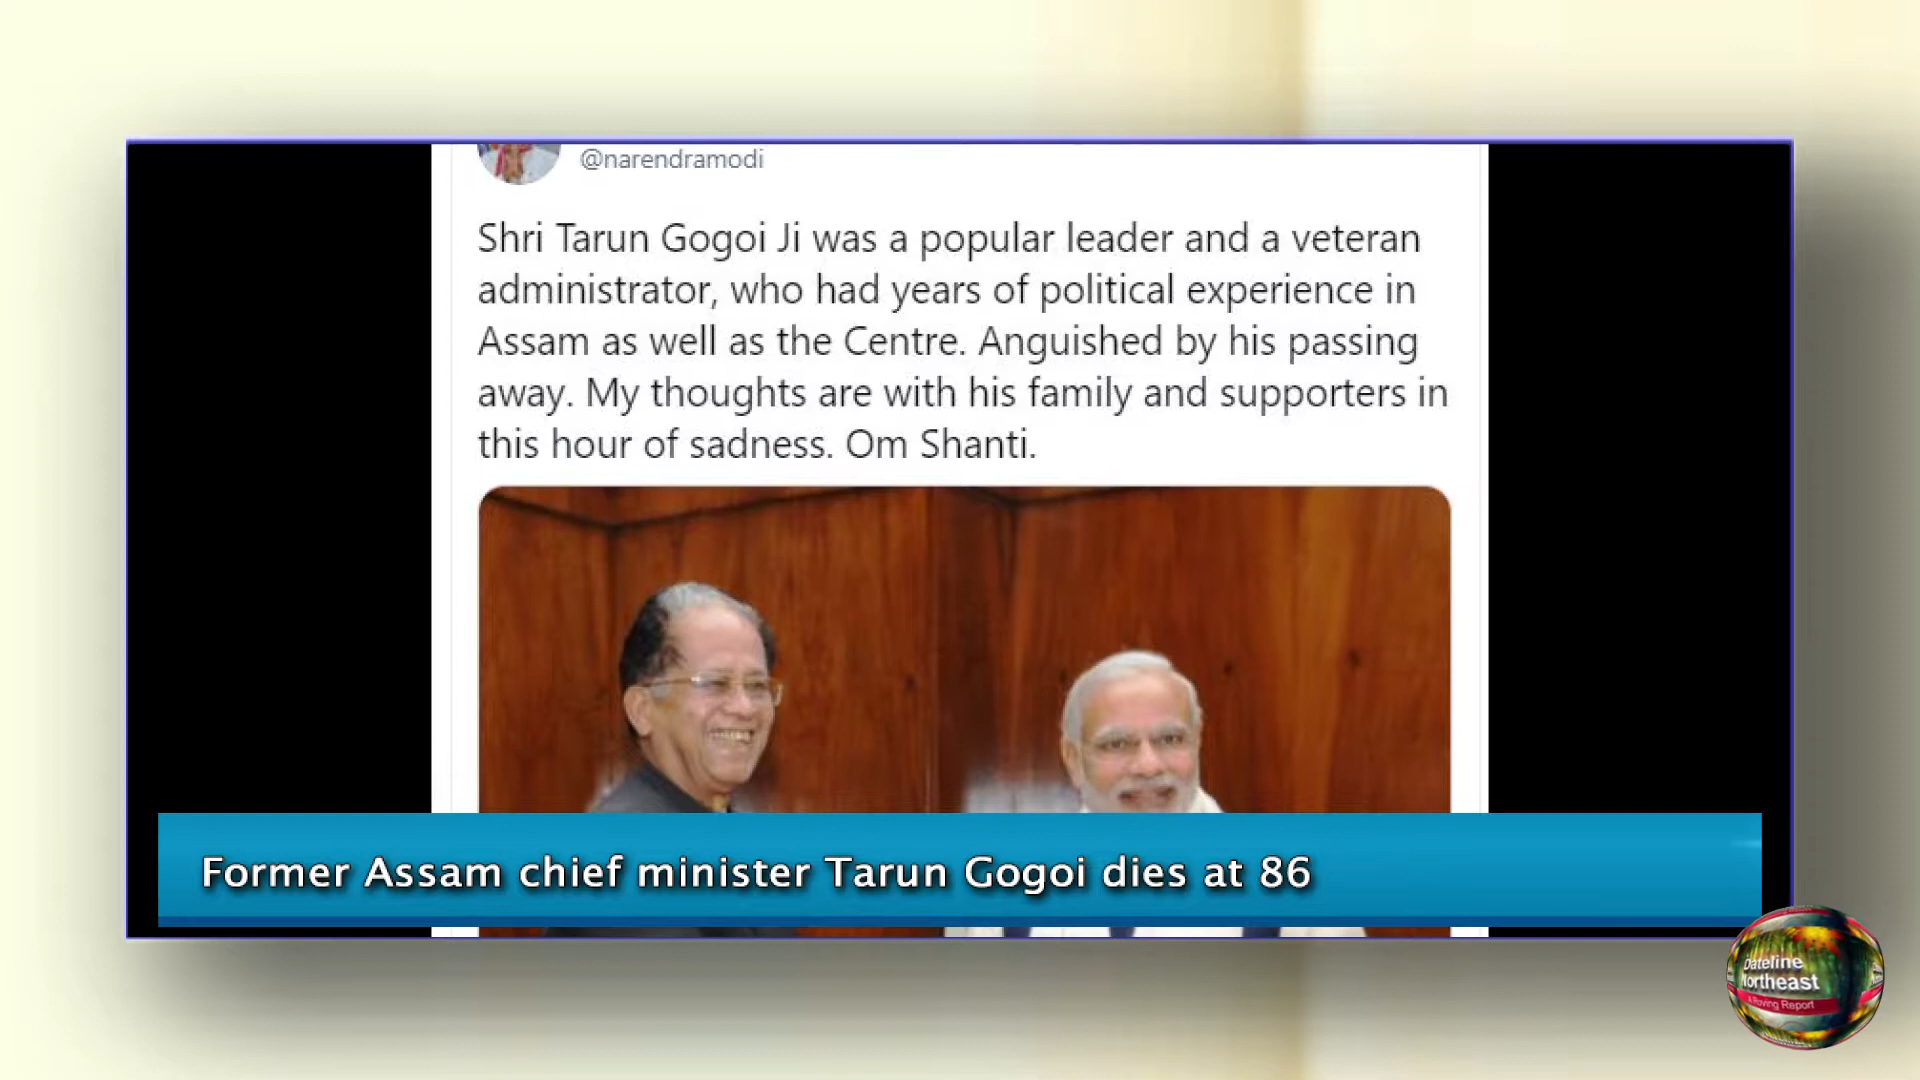 @narendramodi
Shri Tarun Gogoi Ji was a popular leader and a veteran
administrator, who had years of political experience in
Assam as well as the Centre. Anguished by his passing
away. My thoughts are with his family and supporters in
this hour of sadness. Om Shanti.
Former Assam chief minister Tarun Gogoi dies at 86
Dateline
Northeast
A Roving Report